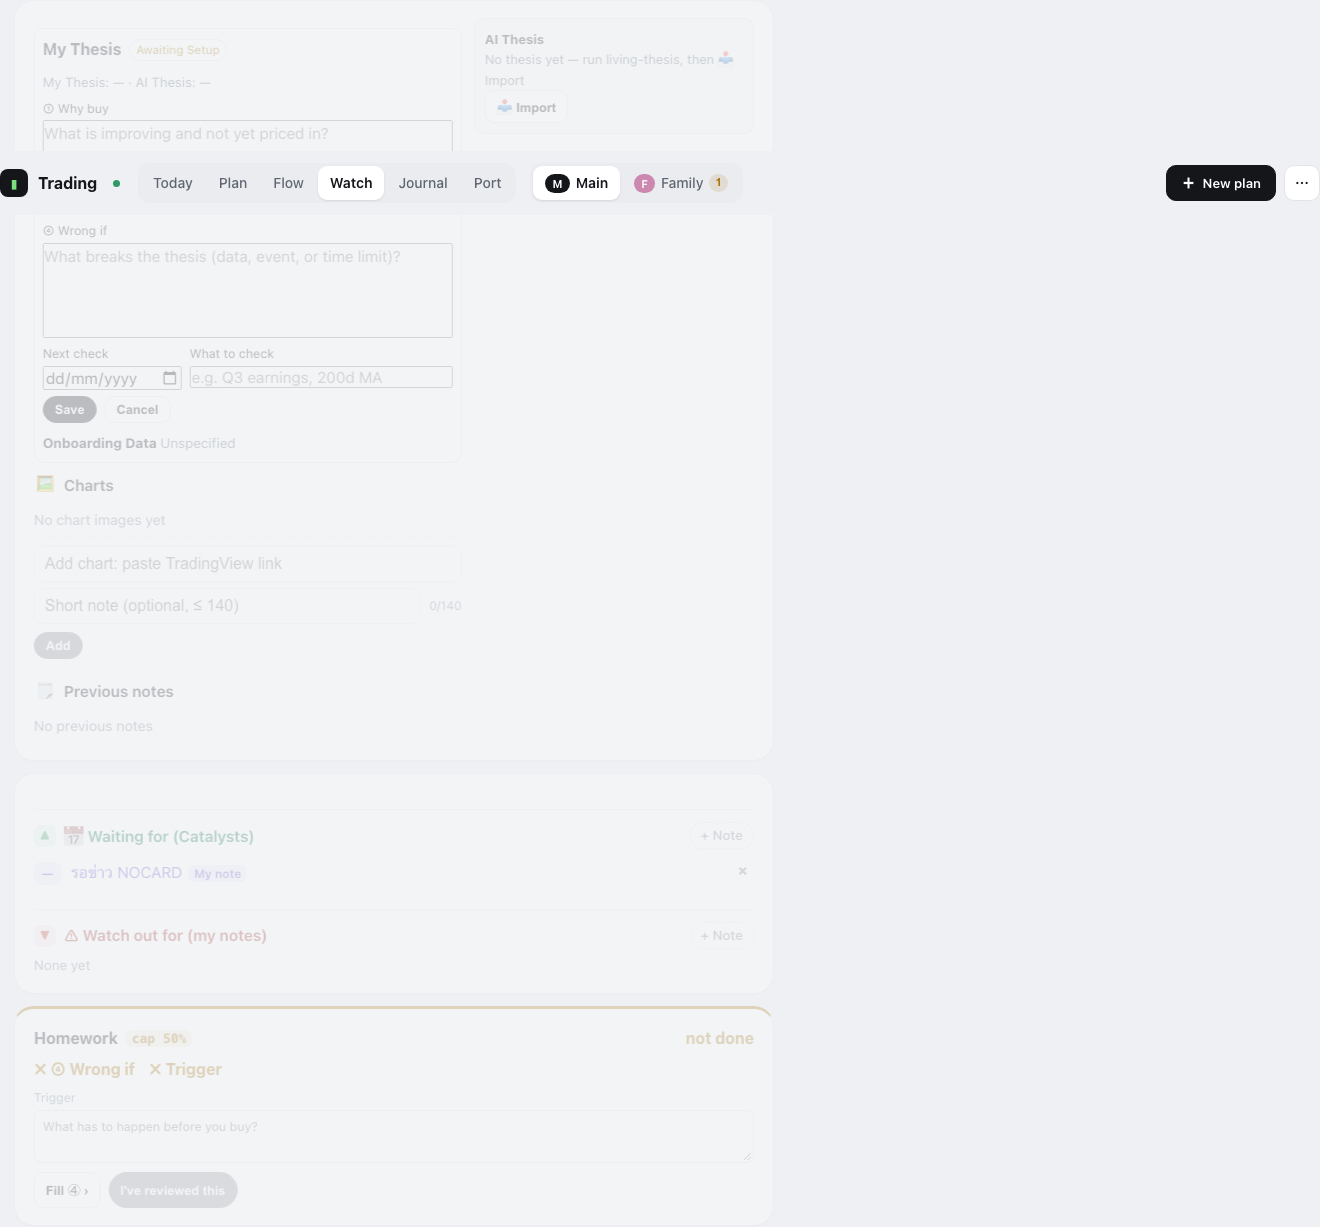 My Thesis Awaiting Setup
My Thesis: — · AI Thesis: —
① Why buy
What is improving and not yet priced in?
AI Thesis
No thesis yet — run living-thesis, then 📥
Import
📥 Import
Trading
Today Plan Flow Watch Journal Port
M Main F Family 1
+ New plan
...
④ Wrong if
What breaks the thesis (data, event, or time limit)?
Next check What to check
dd/mm/yyyy e.g. Q3 earnings, 200d MA
Save Cancel
Onboarding Data Unspecified
🖼️ Charts
No chart images yet
Add chart: paste TradingView link
Short note (optional, ≤ 140) 0/140
Add
Previous notes
No previous notes
▲ 📅 Waiting for (Catalysts) + Note
— รอข่าว NOCARD My note ×
▼ ⚠ Watch out for (my notes) + Note
None yet
Homework cap 50% not done
✕ ④ Wrong if ✕ Trigger
Trigger
What has to happen before you buy?
Fill ④ › I've reviewed this